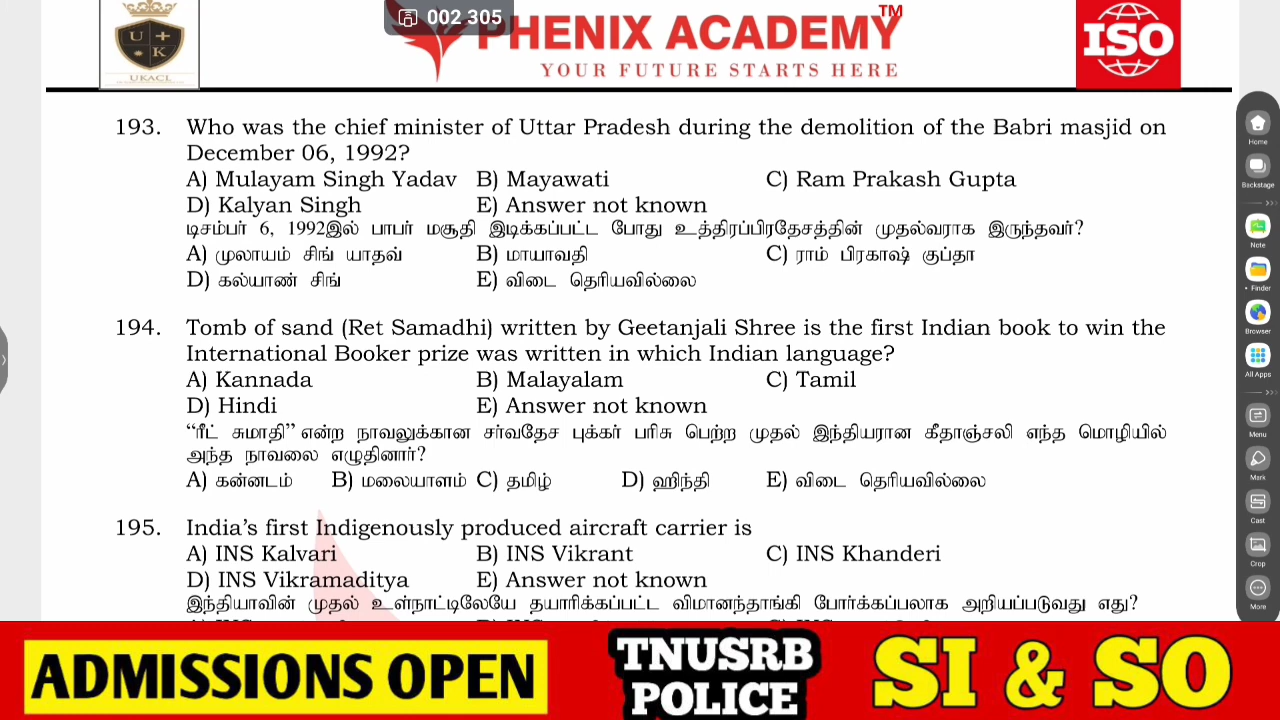 002 305
PHENIX ACADEMY™
YOUR FUTURE STARTS HERE
U + K
UKACL
ISO
193. Who was the chief minister of Uttar Pradesh during the demolition of the Babri masjid on
December 06, 1992?
A) Mulayam Singh Yadav B) Mayawati C) Ram Prakash Gupta
D) Kalyan Singh E) Answer not known
டிசம்பர் 6, 1992இல் பாபர் மசூதி இடிக்கப்பட்ட போது உத்திரப்பிரதேசத்தின் முதல்வராக இருந்தவர்?
A) முலாயம் சிங் யாதவ் B) மாயாவதி C) ராம் பிரகாஷ் குப்தா
D) கல்யாண் சிங் E) விடை தெரியவில்லை
194. Tomb of sand (Ret Samadhi) written by Geetanjali Shree is the first Indian book to win the
International Booker prize was written in which Indian language?
A) Kannada B) Malayalam C) Tamil
D) Hindi E) Answer not known
“ரீட் சுமாதி” என்ற நாவலுக்கான சர்வதேச புக்கர் பரிசு பெற்ற முதல் இந்தியரான கீதாஞ்சலி எந்த மொழியில்
அந்த நாவலை எழுதினார்?
A) கன்னடம் B) மலையாளம் C) தமிழ் D) ஹிந்தி E) விடை தெரியவில்லை
195. India’s first Indigenously produced aircraft carrier is
A) INS Kalvari B) INS Vikrant C) INS Khanderi
D) INS Vikramaditya E) Answer not known
இந்தியாவின் முதல் உள்நாட்டிலேயே தயாரிக்கப்பட்ட விமானந்தாங்கி போர்க்கப்பலாக அறியப்படுவது எது?
Home
Backstage
Note
• Finder
Browser
All Apps
Menu
Mark
Cast
Crop
More
ADMISSIONS OPEN
TNUSRB
POLICE
SI & SO